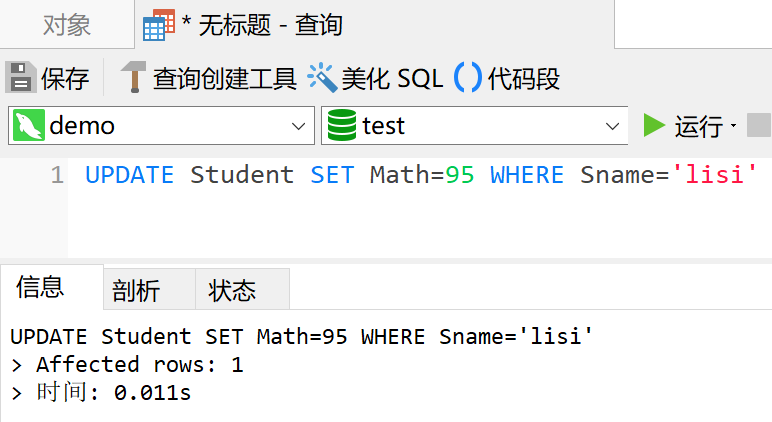 对象 * 无标题 - 查询
保存 查询创建工具 美化 SQL 代码段
demo test 运行
1 UPDATE Student SET Math=95 WHERE Sname='lisi'
信息 剖析 状态
UPDATE Student SET Math=95 WHERE Sname='lisi'
> Affected rows: 1
> 时间: 0.011s